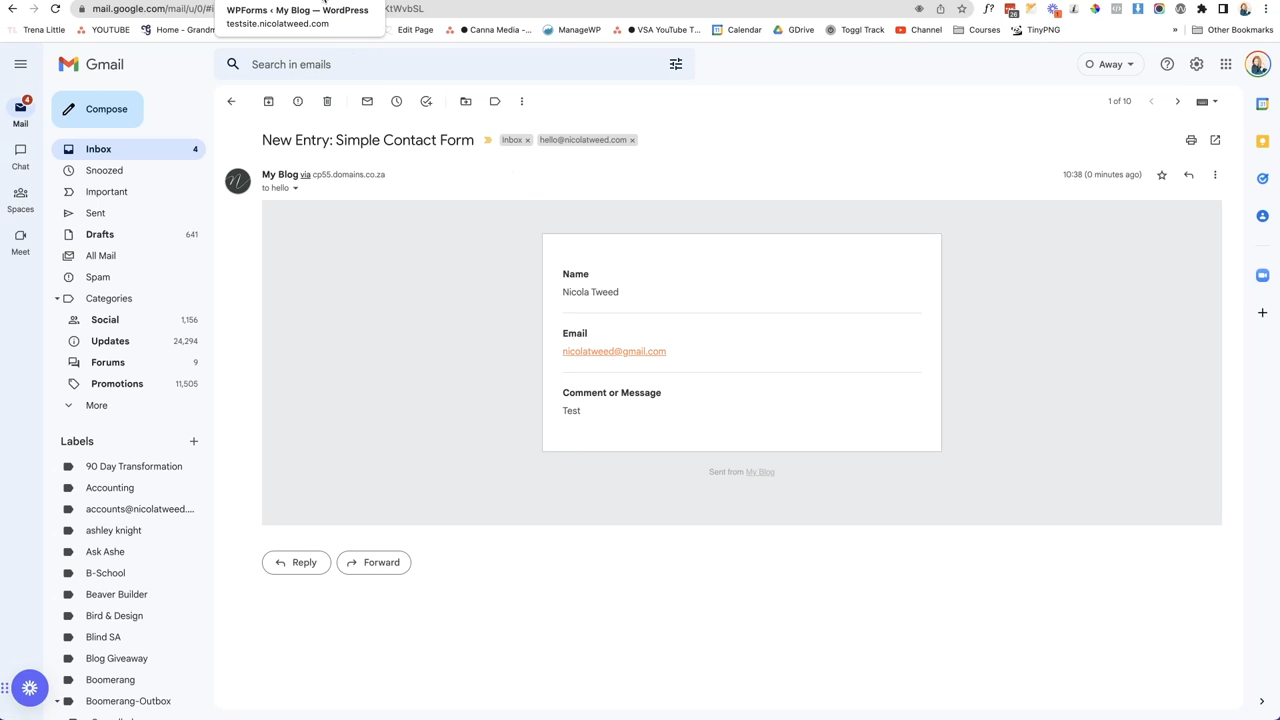 mail.google.com/mail/u/0/#i
KtWvbSL
WPForms ‹ My Blog — WordPress
testsite.nicolatweed.com
Trena Little
YOUTUBE
Home - Grandm
Edit Page
● Canna Media -...
ManageWP
● VSA YouTube T...
Calendar
GDrive
Toggl Track
Channel
Courses
TinyPNG
»
Other Bookmarks
Gmail
Search in emails
Away
4
Mail
Compose
1 of 10
Inbox 4
New Entry: Simple Contact Form
Inbox ×
hello@nicolatweed.com ×
Chat
Snoozed
My Blog via cp55.domains.co.za
10:38 (0 minutes ago)
to hello
Important
Spaces
Sent
Drafts 641
Meet
All Mail
Spam
Categories
Social 1,156
Updates 24,294
Forums 9
Promotions 11,505
More
Name
Nicola Tweed
Email
nicolatweed@gmail.com
Comment or Message
Test
Sent from My Blog
Labels
90 Day Transformation
Accounting
accounts@nicolatweed....
ashley knight
Ask Ashe
B-School
Beaver Builder
Bird & Design
Blind SA
Blog Giveaway
Boomerang
Boomerang-Outbox
Reply
Forward